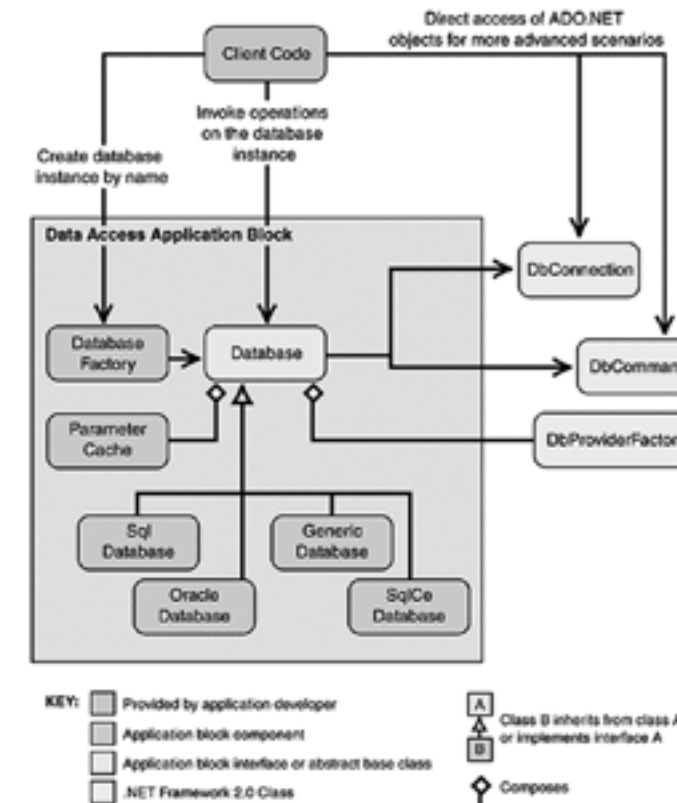 Direct access of ADO.NET
objects for more advanced scenarios
Client Code
Invoke operations
on the database
instance
Create database
instance by name
Data Access Application Block
DbConnection
Database
Factory
Database
DbComman
Parameter
Cache
DbProviderFactor
Sql
Database
Generic
Database
Oracle
Database
SqlCe
Database
KEY:
Provided by application developer
Application block component
Application block interface or abstract base class
.NET Framework 2.0 Class
A
B
Class B inherits from class A
or implements interface A
Composes